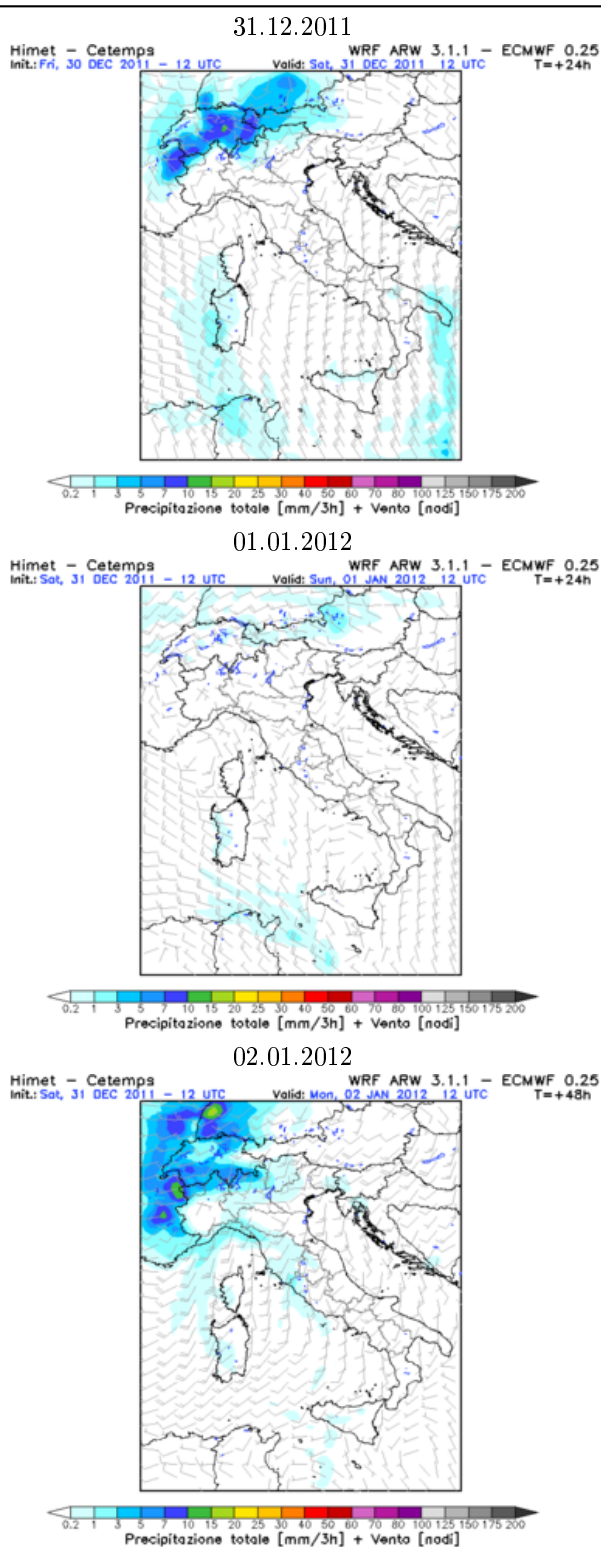 31.12.2011
Himet – Cetemps WRF ARW 3.1.1 – ECMWF 0.25
Init.: Fri, 30 DEC 2011 – 12 UTC Valid: Sat, 31 DEC 2011 12 UTC T=+24h
0.2 1 3 5 7 10 15 20 25 30 40 50 60 70 80 100 125 150 175 200
Precipitazione totale [mm/3h] + Vento [nodi]
01.01.2012
Himet – Cetemps WRF ARW 3.1.1 – ECMWF 0.25
Init.: Sat, 31 DEC 2011 – 12 UTC Valid: Sun, 01 JAN 2012 12 UTC T=+24h
0.2 1 3 5 7 10 15 20 25 30 40 50 60 70 80 100 125 150 175 200
Precipitazione totale [mm/3h] + Vento [nodi]
02.01.2012
Himet – Cetemps WRF ARW 3.1.1 – ECMWF 0.25
Init.: Sat, 31 DEC 2011 – 12 UTC Valid: Mon, 02 JAN 2012 12 UTC T=+48h
0.2 1 3 5 7 10 15 20 25 30 40 50 60 70 80 100 125 150 175 200
Precipitazione totale [mm/3h] + Vento [nodi]